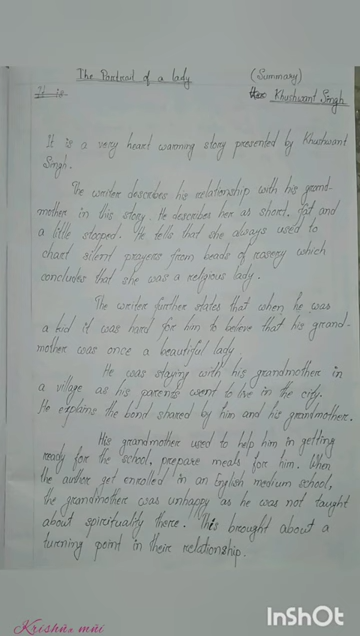 The Portrait of a lady (Summary)
It is Khushwant Singh
It is a very heart warming story presented by Khushwant
Singh.
The writer describes his relationship with his grand-
mother in this story. He describes her as short, fat and
a little stooped. He tells that she always used to
chant silent prayers from beads of rosery which
concludes that she was a religious lady.
The writer further states that when he was
a kid it was hard for him to believe that his grand-
mother was once a beautiful lady
He was staying with his grandmother in
a village as his parents went to live in the city.
He explains the bond shared by him and his grandmother.
His grandmother used to help him in getting
ready for the school, prepare meals for him. When
the author get enrolled in an English medium school,
the grandmother was unhappy as he was not taught
about spirituality there. This brought about a
turning point in their relationship.
InShOt